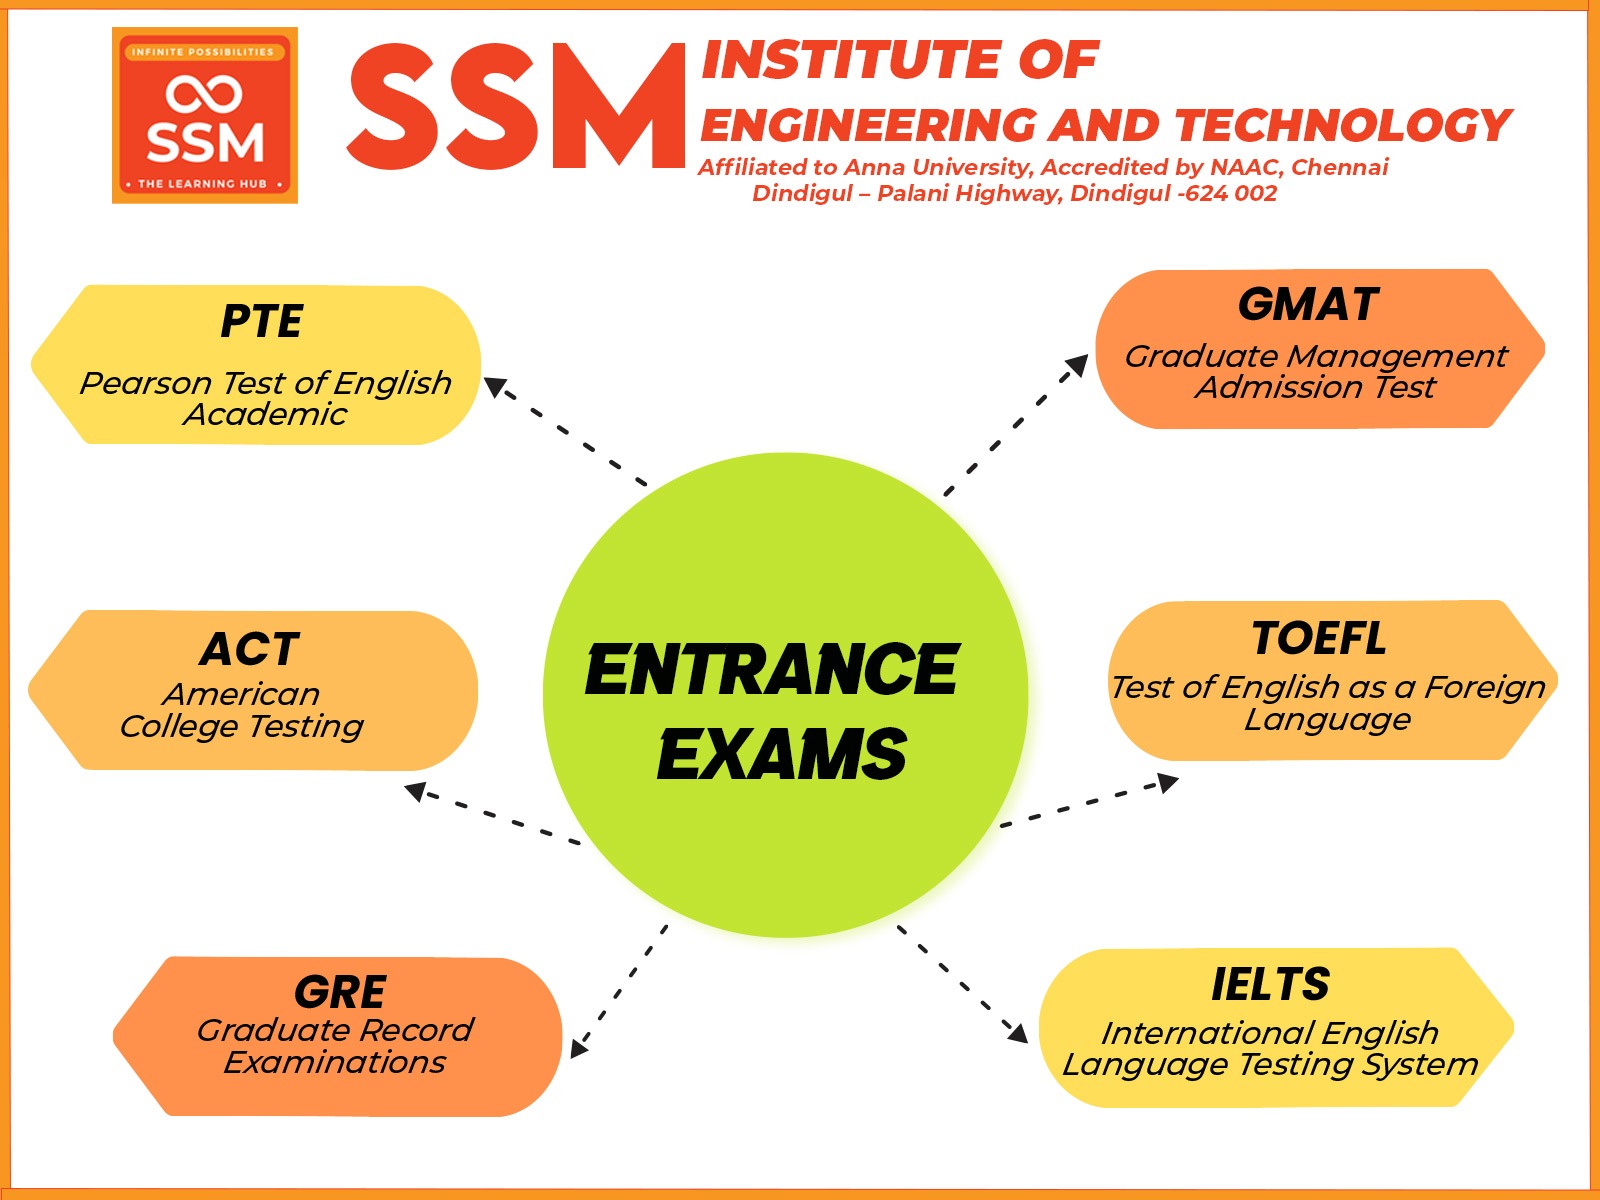 INFINITE POSSIBILITIES
SSM
• THE LEARNING HUB •
SSM
INSTITUTE OF
ENGINEERING AND TECHNOLOGY
Affiliated to Anna University, Accredited by NAAC, Chennai
Dindigul – Palani Highway, Dindigul -624 002
PTE
Pearson Test of English
Academic
GMAT
Graduate Management
Admission Test
ACT
American
College Testing
ENTRANCE
EXAMS
TOEFL
Test of English as a Foreign
Language
GRE
Graduate Record
Examinations
IELTS
International English
Language Testing System